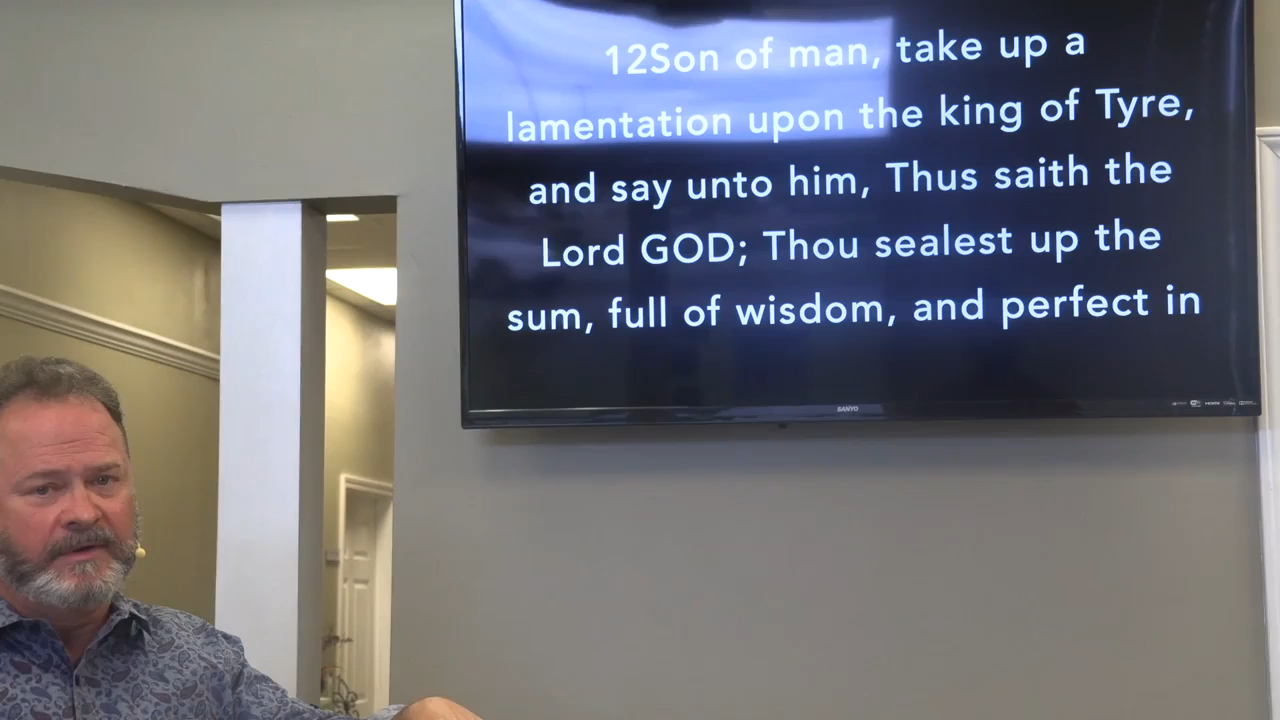 12Son of man, take up a
lamentation upon the king of Tyre,
and say unto him, Thus saith the
Lord GOD; Thou sealest up the
sum, full of wisdom, and perfect in
SANYO